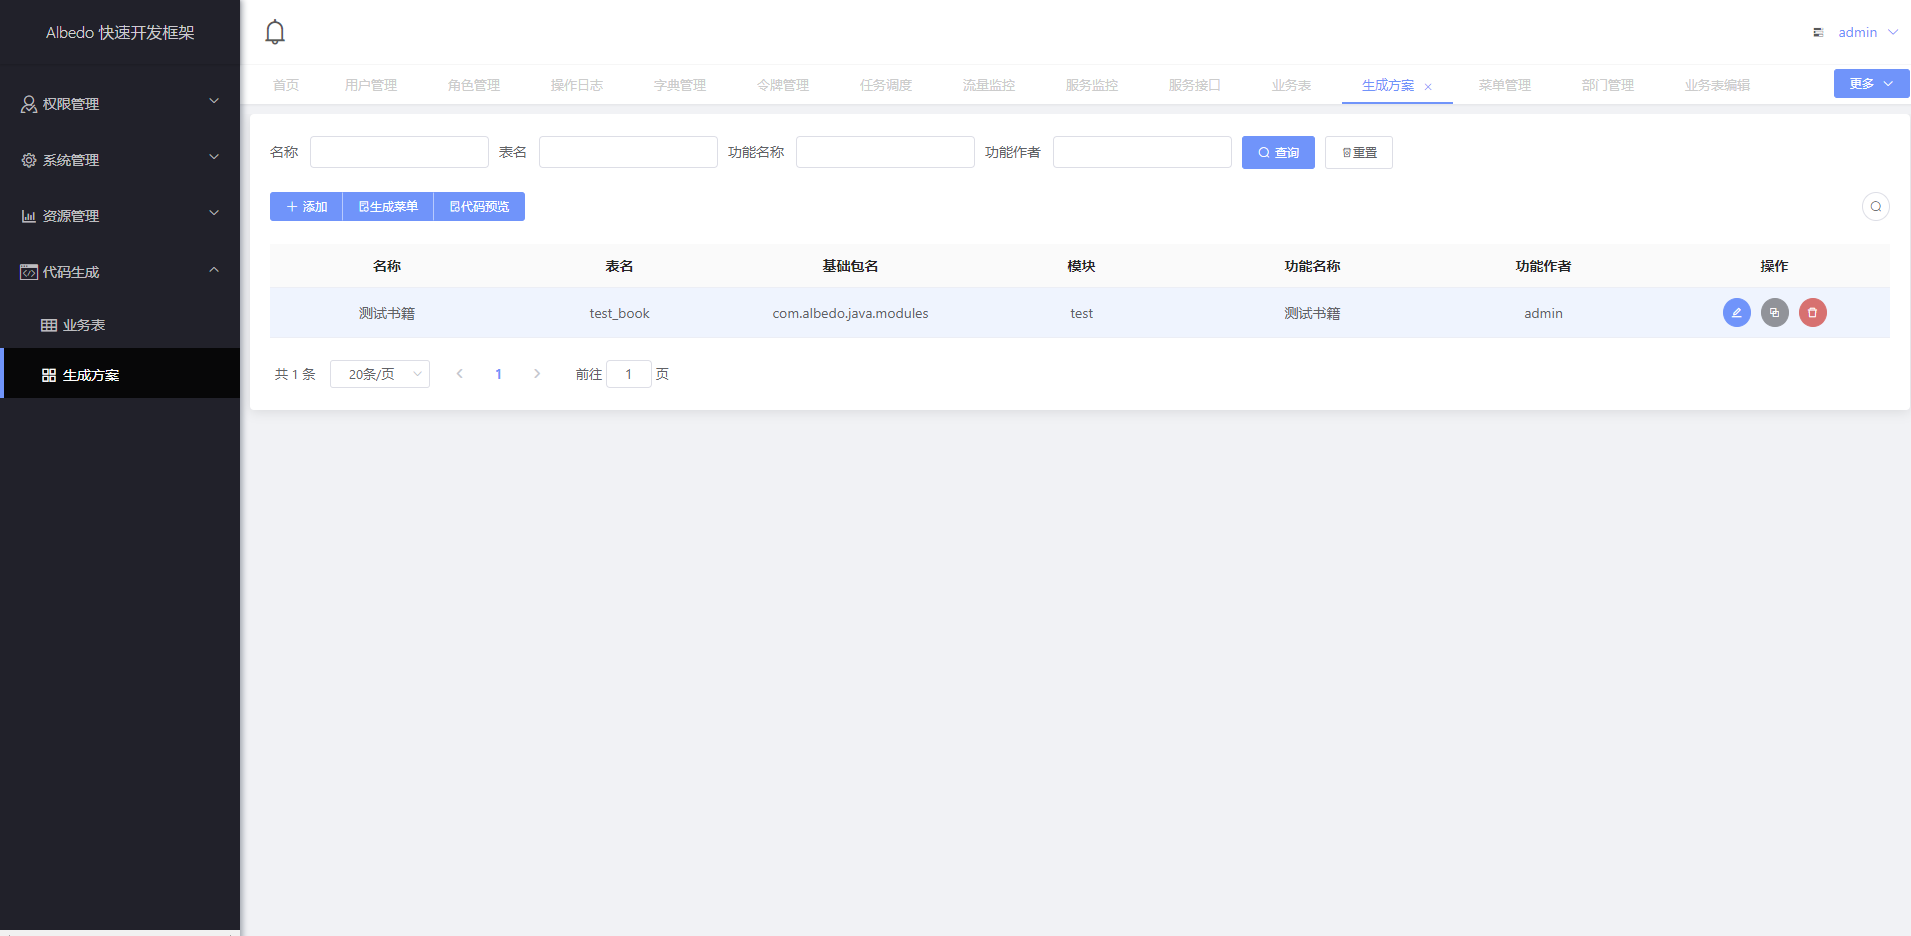 Albedo 快速开发框架
admin
权限管理
系统管理
资源管理
代码生成
业务表
生成方案
首页 用户管理 角色管理 操作日志 字典管理 令牌管理 任务调度 流量监控 服务监控 服务接口 业务表 生成方案 菜单管理 部门管理 业务表编辑 更多
名称 表名 功能名称 功能作者 查询 重置
添加 生成菜单 代码预览
名称 表名 基础包名 模块 功能名称 功能作者 操作
测试书籍 test_book com.albedo.java.modules test 测试书籍 admin
共 1 条 20条/页 1 前往 1 页